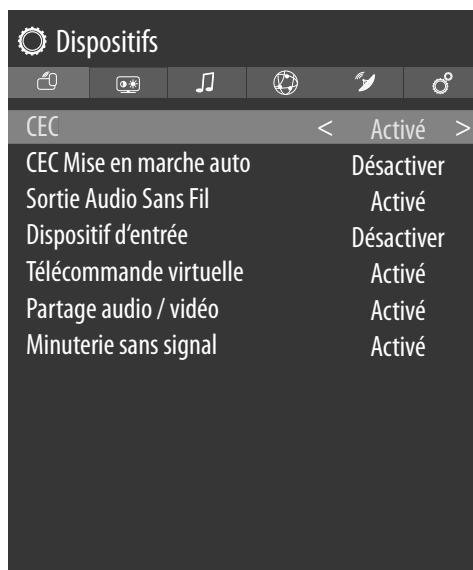 Dispositifs
CEC < Activé >
CEC Mise en marche auto Désactiver
Sortie Audio Sans Fil Activé
Dispositif d‘entrée Désactiver
Télécommande virtuelle Activé
Partage audio / vidéo Activé
Minuterie sans signal Activé